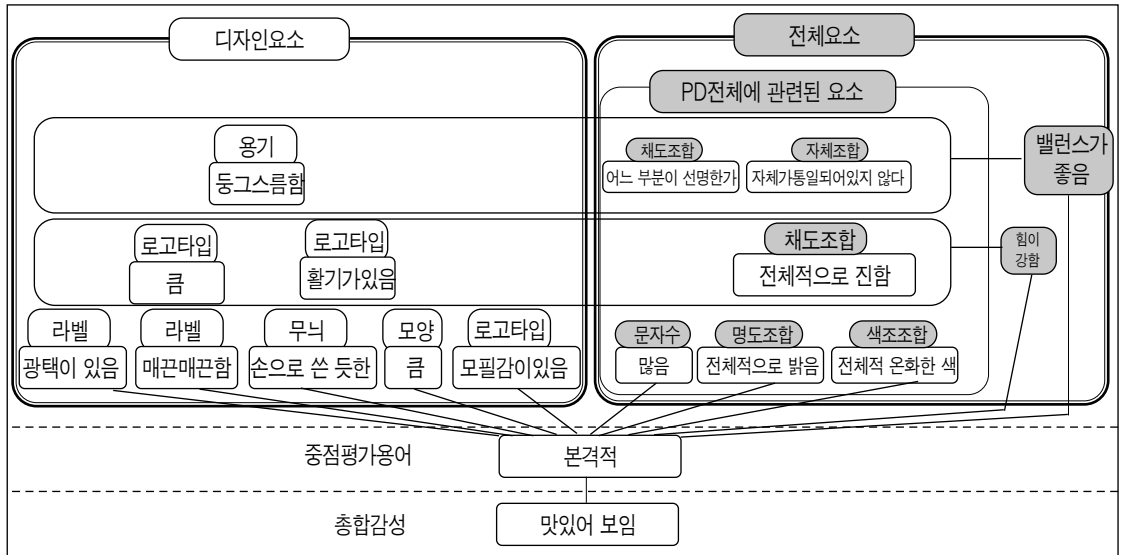 디자인요소
전체요소
PD전체에 관련된 요소
용기
둥그스름함
채도조합
어느 부분이 선명한가
자체조합
자체가통일되어있지 않다
밸런스가
좋음
로고타입
큼
로고타입
활기가있음
채도조합
전체적으로 진함
힘이
강함
라벨
광택이 있음
라벨
매끈매끈함
무늬
손으로 쓴 듯한
모양
큼
로고타입
모필감이있음
문자수
많음
명도조합
전체적으로 밝음
색조조합
전체적 온화한 색
중점평가용어
본격적
총합감성
맛있어 보임